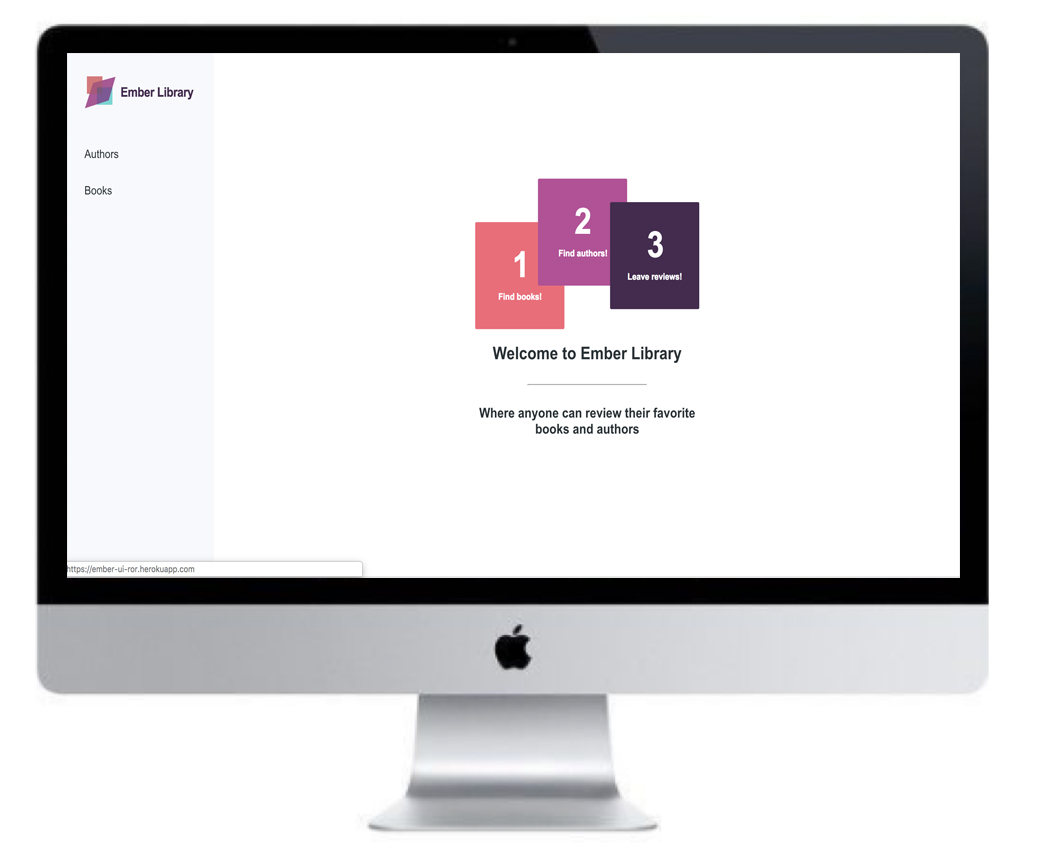 Ember Library
Authors
Books
1
Find books!
2
Find authors!
3
Leave reviews!
Welcome to Ember Library
Where anyone can review their favorite
books and authors
https://ember-ui-ror.herokuapp.com